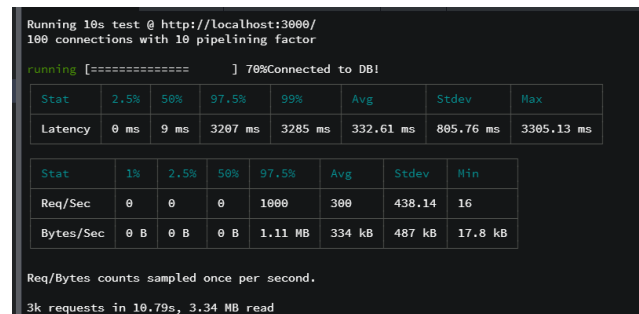 Running 10s test @ http://localhost:3000/
100 connections with 10 pipelining factor
running [==============      ] 70%Connected to DB!
Stat 2.5% 50% 97.5% 99% Avg Stdev Max
Latency 0 ms 9 ms 3207 ms 3285 ms 332.61 ms 805.76 ms 3305.13 ms
Stat 1% 2.5% 50% 97.5% Avg Stdev Min
Req/Sec 0 0 0 1000 300 438.14 16
Bytes/Sec 0 B 0 B 0 B 1.11 MB 334 kB 487 kB 17.8 kB
Req/Bytes counts sampled once per second.
3k requests in 10.79s, 3.34 MB read